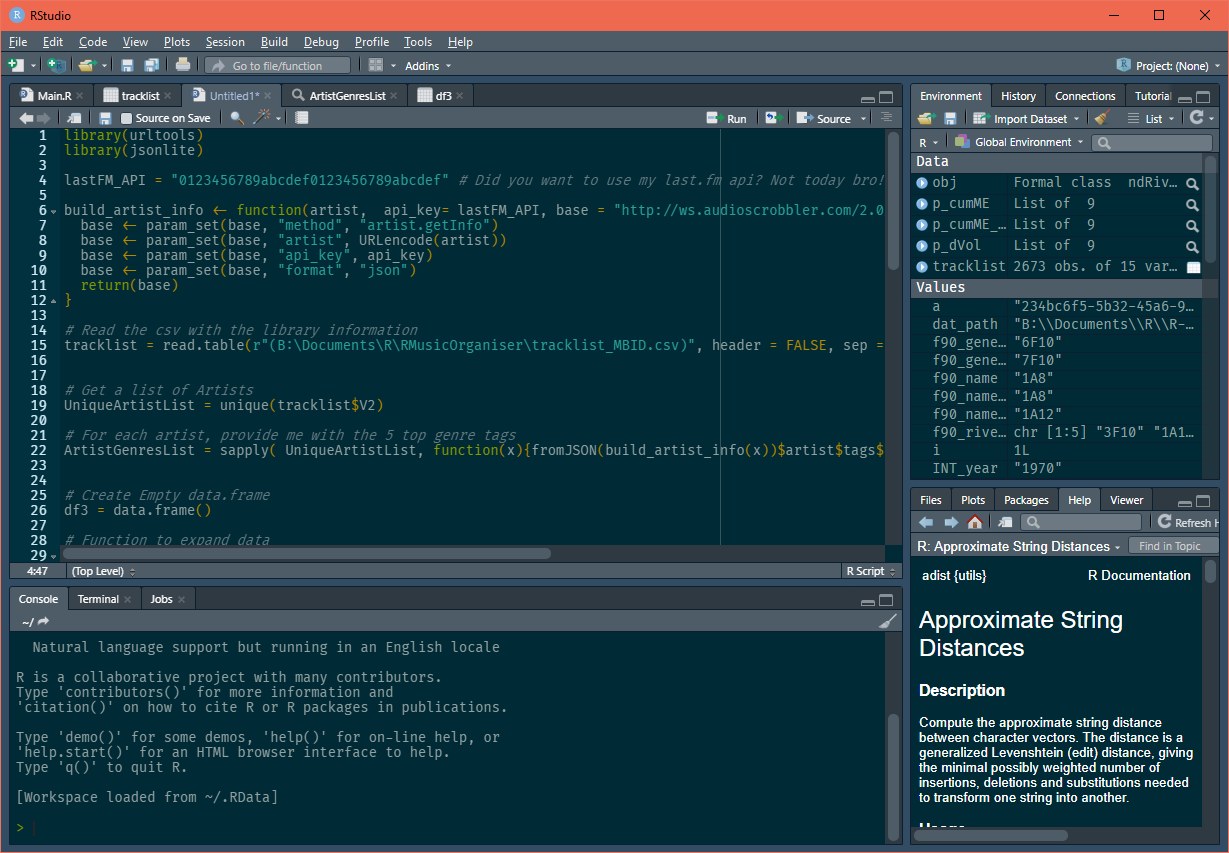 RStudio
File Edit Code View Plots Session Build Debug Profile Tools Help
Go to file/function Addins Project: (None)
Main.R tracklist Untitled1* ArtistGenresList df3
Source on Save Run Source
1 library(urltools)
2 library(jsonlite)
3
4 lastFM_API = "0123456789abcdef0123456789abcdef" # Did you want to use my last.fm api? Not today bro!
5
6 build_artist_info <- function(artist, api_key= lastFM_API, base = "http://ws.audioscrobbler.com/2.0
7 base <- param_set(base, "method", "artist.getInfo")
8 base <- param_set(base, "artist", URLencode(artist))
9 base <- param_set(base, "api_key", api_key)
10 base <- param_set(base, "format", "json")
11 return(base)
12 }
13
14 # Read the csv with the library information
15 tracklist = read.table(r"(B:\Documents\R\RMusicOrganiser\tracklist_MBID.csv)", header = FALSE, sep =
16
17
18 # Get a list of Artists
19 UniqueArtistList = unique(tracklist$V2)
20
21 # For each artist, provide me with the 5 top genre tags
22 ArtistGenresList = sapply( UniqueArtistList, function(x){fromJSON(build_artist_info(x))$artist$tags$
23
24
25 # Create Empty data.frame
26 df3 = data.frame()
27
28 # Function to expand data
29
4:47 (Top Level) R Script
Console Terminal Jobs
~/
Natural language support but running in an English locale
R is a collaborative project with many contributors.
Type 'contributors()' for more information and
'citation()' on how to cite R or R packages in publications.
Type 'demo()' for some demos, 'help()' for on-line help, or
'help.start()' for an HTML browser interface to help.
Type 'q()' to quit R.
[Workspace loaded from ~/.RData]
>
Environment History Connections Tutorial
Import Dataset List
R Global Environment
Data
obj Formal class ndRiv…
p_cumME List of 9
p_cumME_… List of 9
p_dVol List of 9
tracklist 2673 obs. of 15 var…
Values
a "234bc6f5-5b32-45a6-9…
dat_path "B:\\Documents\\R\\R-…
f90_gene… "6F10"
f90_gene… "7F10"
f90_name "1A8"
f90_name… "1A8"
f90_name… "1A12"
f90_rive… chr [1:5] "3F10" "1A1…
i 1L
INT_year "1970"
Files Plots Packages Help Viewer
Refresh H
R: Approximate String Distances Find in Topic
adist {utils} R Documentation
Approximate String
Distances
Description
Compute the approximate string distance
between character vectors. The distance is a
generalized Levenshtein (edit) distance, giving
the minimal possibly weighted number of
insertions, deletions and substitutions needed
to transform one string into another.